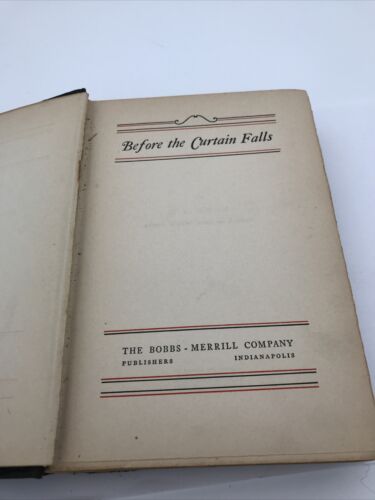 Before the Curtain Falls
THE BOBBS - MERRILL COMPANY
PUBLISHERS INDIANAPOLIS